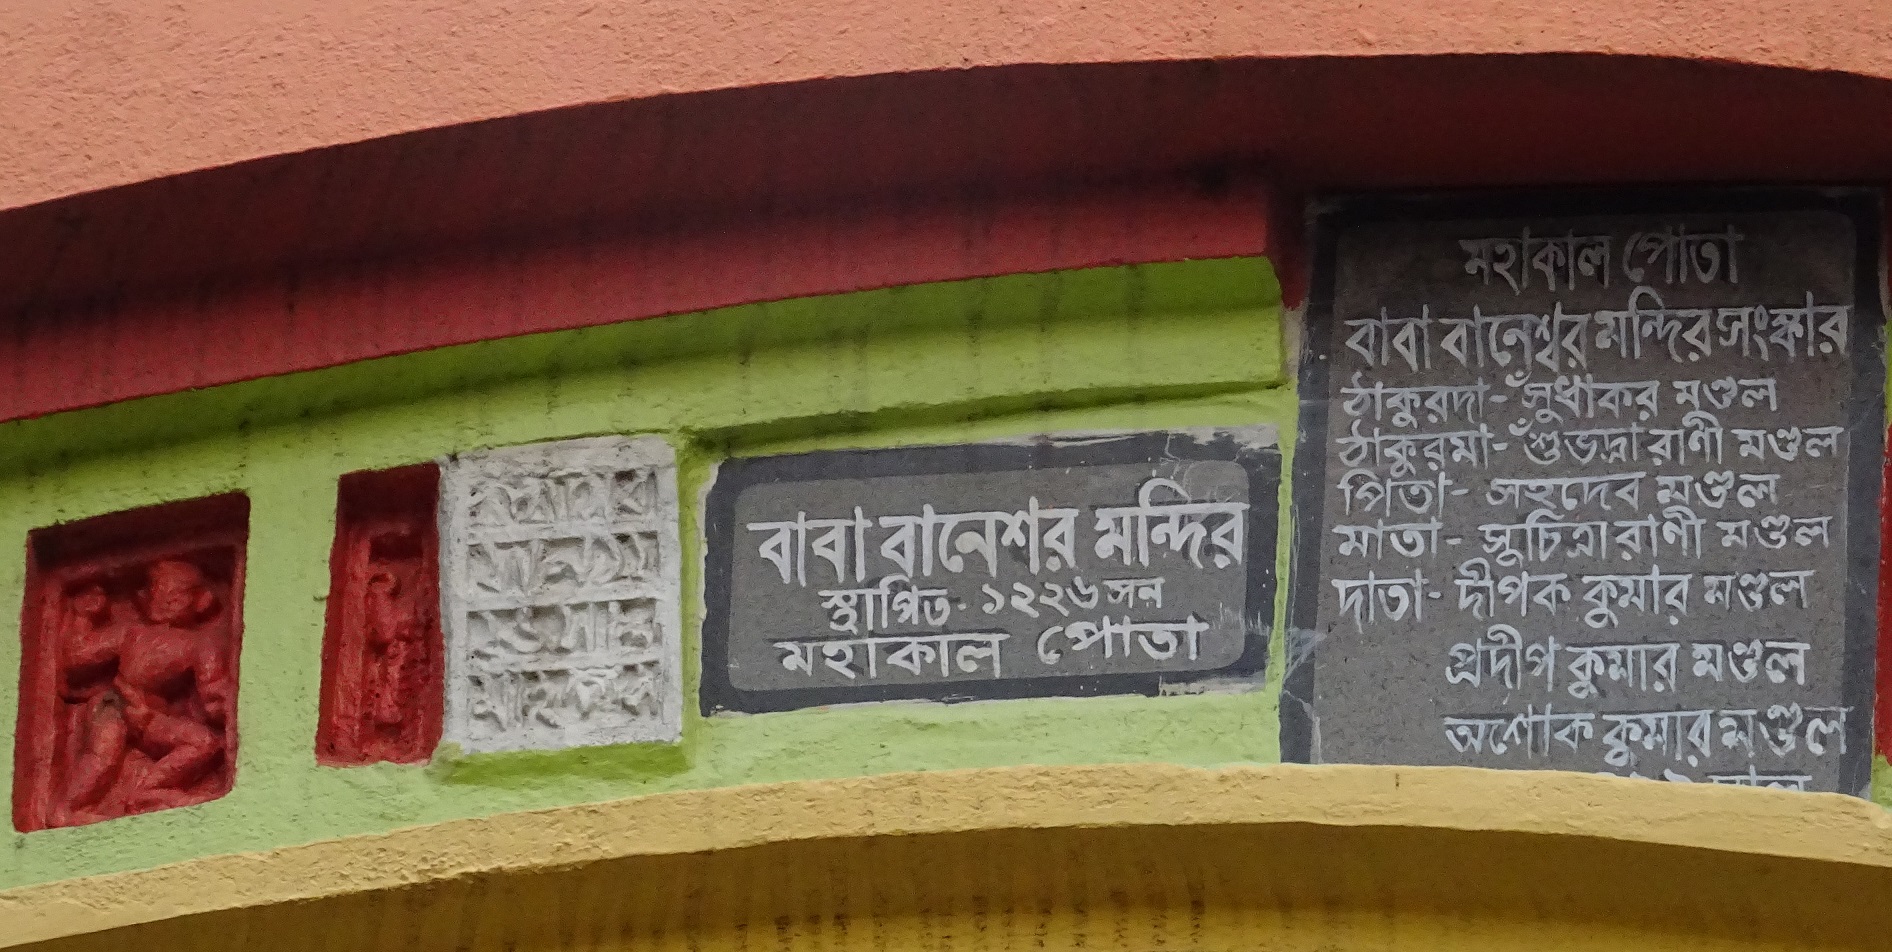 বাবা বানেশর মন্দির
স্থাপিত- ১২২৬ সন
মহাকাল পোতা
মহাকাল পোতা
বাবা বানেশ্বর মন্দির সংস্কার
ঠাকুরদা- ঁসুধাকর মণ্ডল
ঠাকুরমা- ঁশুভদ্রা রাণী মণ্ডল
পিতা- সহদেব মণ্ডল
মাতা- সূচিত্রা রাণী মণ্ডল
দাতা- দীপক কুমার মণ্ডল
প্রদীপ কুমার মণ্ডল
অশোক কুমার মণ্ডল
সাল